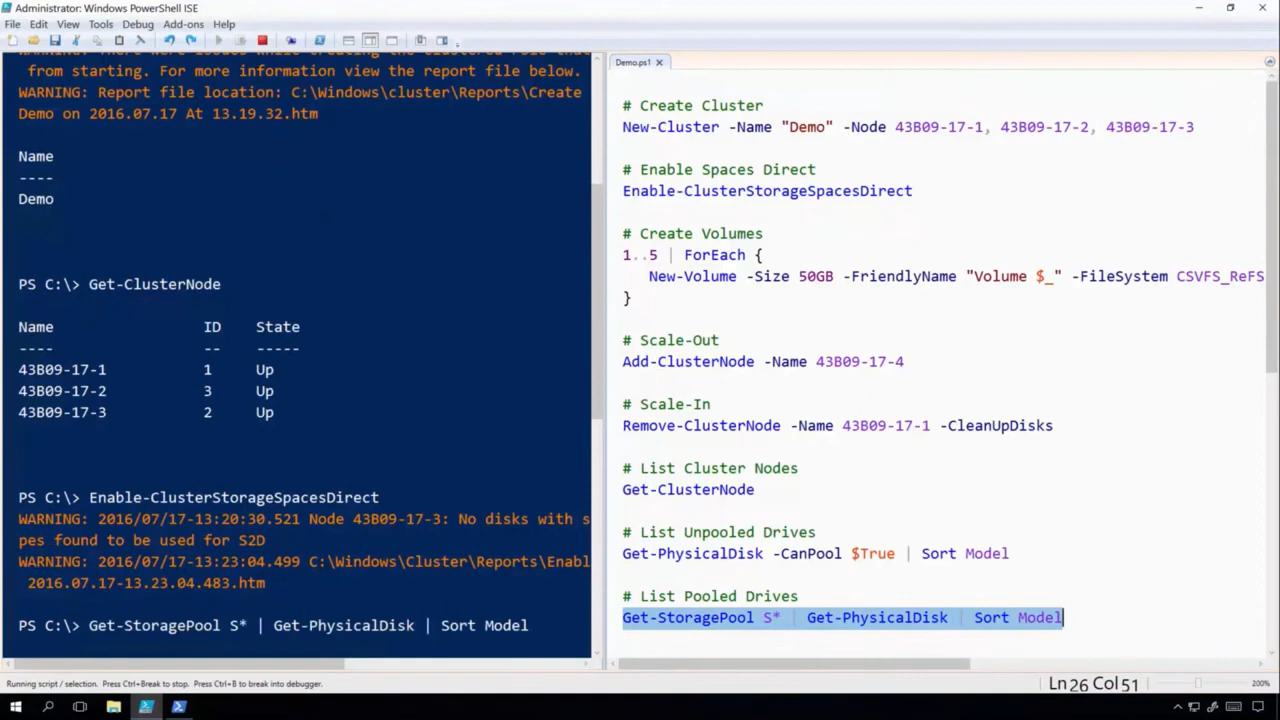 Administrator: Windows PowerShell ISE
File Edit View Tools Debug Add-ons Help
from starting. For more information view the report file below.
WARNING: Report file location: C:\Windows\cluster\Reports\Create
Demo on 2016.07.17 At 13.19.32.htm
Name
----
Demo
PS C:\> Get-ClusterNode
Name ID State
---- -- -----
43B09-17-1 1 Up
43B09-17-2 3 Up
43B09-17-3 2 Up
PS C:\> Enable-ClusterStorageSpacesDirect
WARNING: 2016/07/17-13:20:30.521 Node 43B09-17-3: No disks with s
pes found to be used for S2D
WARNING: 2016/07/17-13:23:04.499 C:\Windows\Cluster\Reports\Enabl
2016.07.17-13.23.04.483.htm
PS C:\> Get-StoragePool S* | Get-PhysicalDisk | Sort Model
Demo.ps1
# Create Cluster
New-Cluster -Name "Demo" -Node 43B09-17-1, 43B09-17-2, 43B09-17-3
# Enable Spaces Direct
Enable-ClusterStorageSpacesDirect
# Create Volumes
1..5 | ForEach {
New-Volume -Size 50GB -FriendlyName "Volume $_" -FileSystem CSVFS_ReFS
}
# Scale-Out
Add-ClusterNode -Name 43B09-17-4
# Scale-In
Remove-ClusterNode -Name 43B09-17-1 -CleanUpDisks
# List Cluster Nodes
Get-ClusterNode
# List Unpooled Drives
Get-PhysicalDisk -CanPool $True | Sort Model
# List Pooled Drives
Get-StoragePool S* | Get-PhysicalDisk | Sort Model
Running script / selection. Press Ctrl+Break to stop. Press Ctrl+B to break into debugger.
Ln 26 Col 51
200%